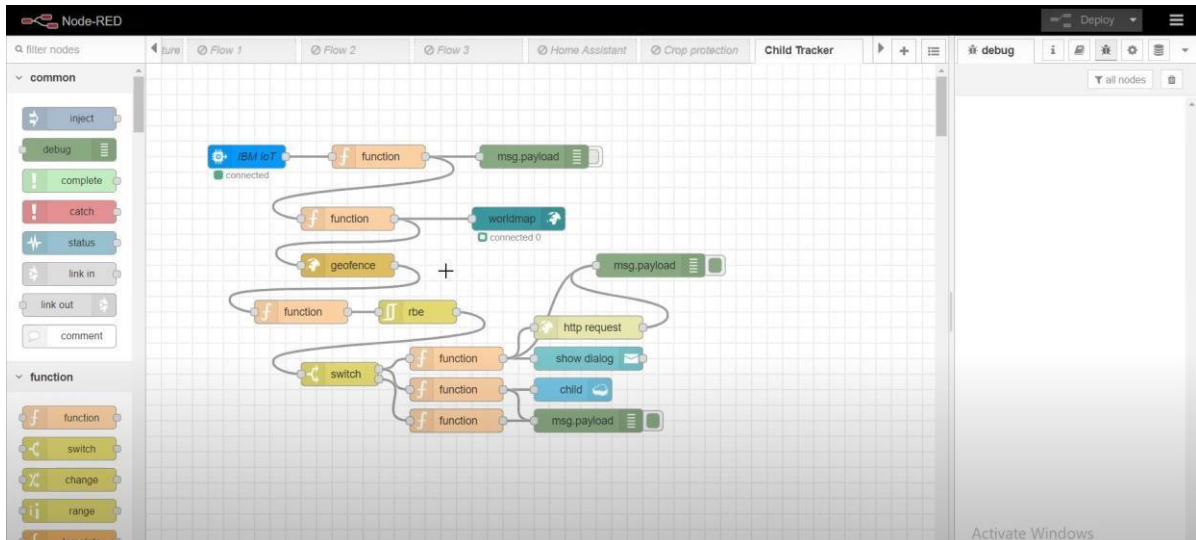 Node-RED
Deploy
filter nodes
ture
Flow 1
Flow 2
Flow 3
Home Assistant
Crop protection
Child Tracker
debug
i
all nodes
common
inject
debug
complete
catch
status
link in
link out
comment
function
function
switch
change
range
IBM IoT
connected
function
msg.payload
function
worldmap
connected 0
geofence
msg.payload
function
rbe
http request
function
show dialog
switch
function
child
function
msg.payload
Activate Windows